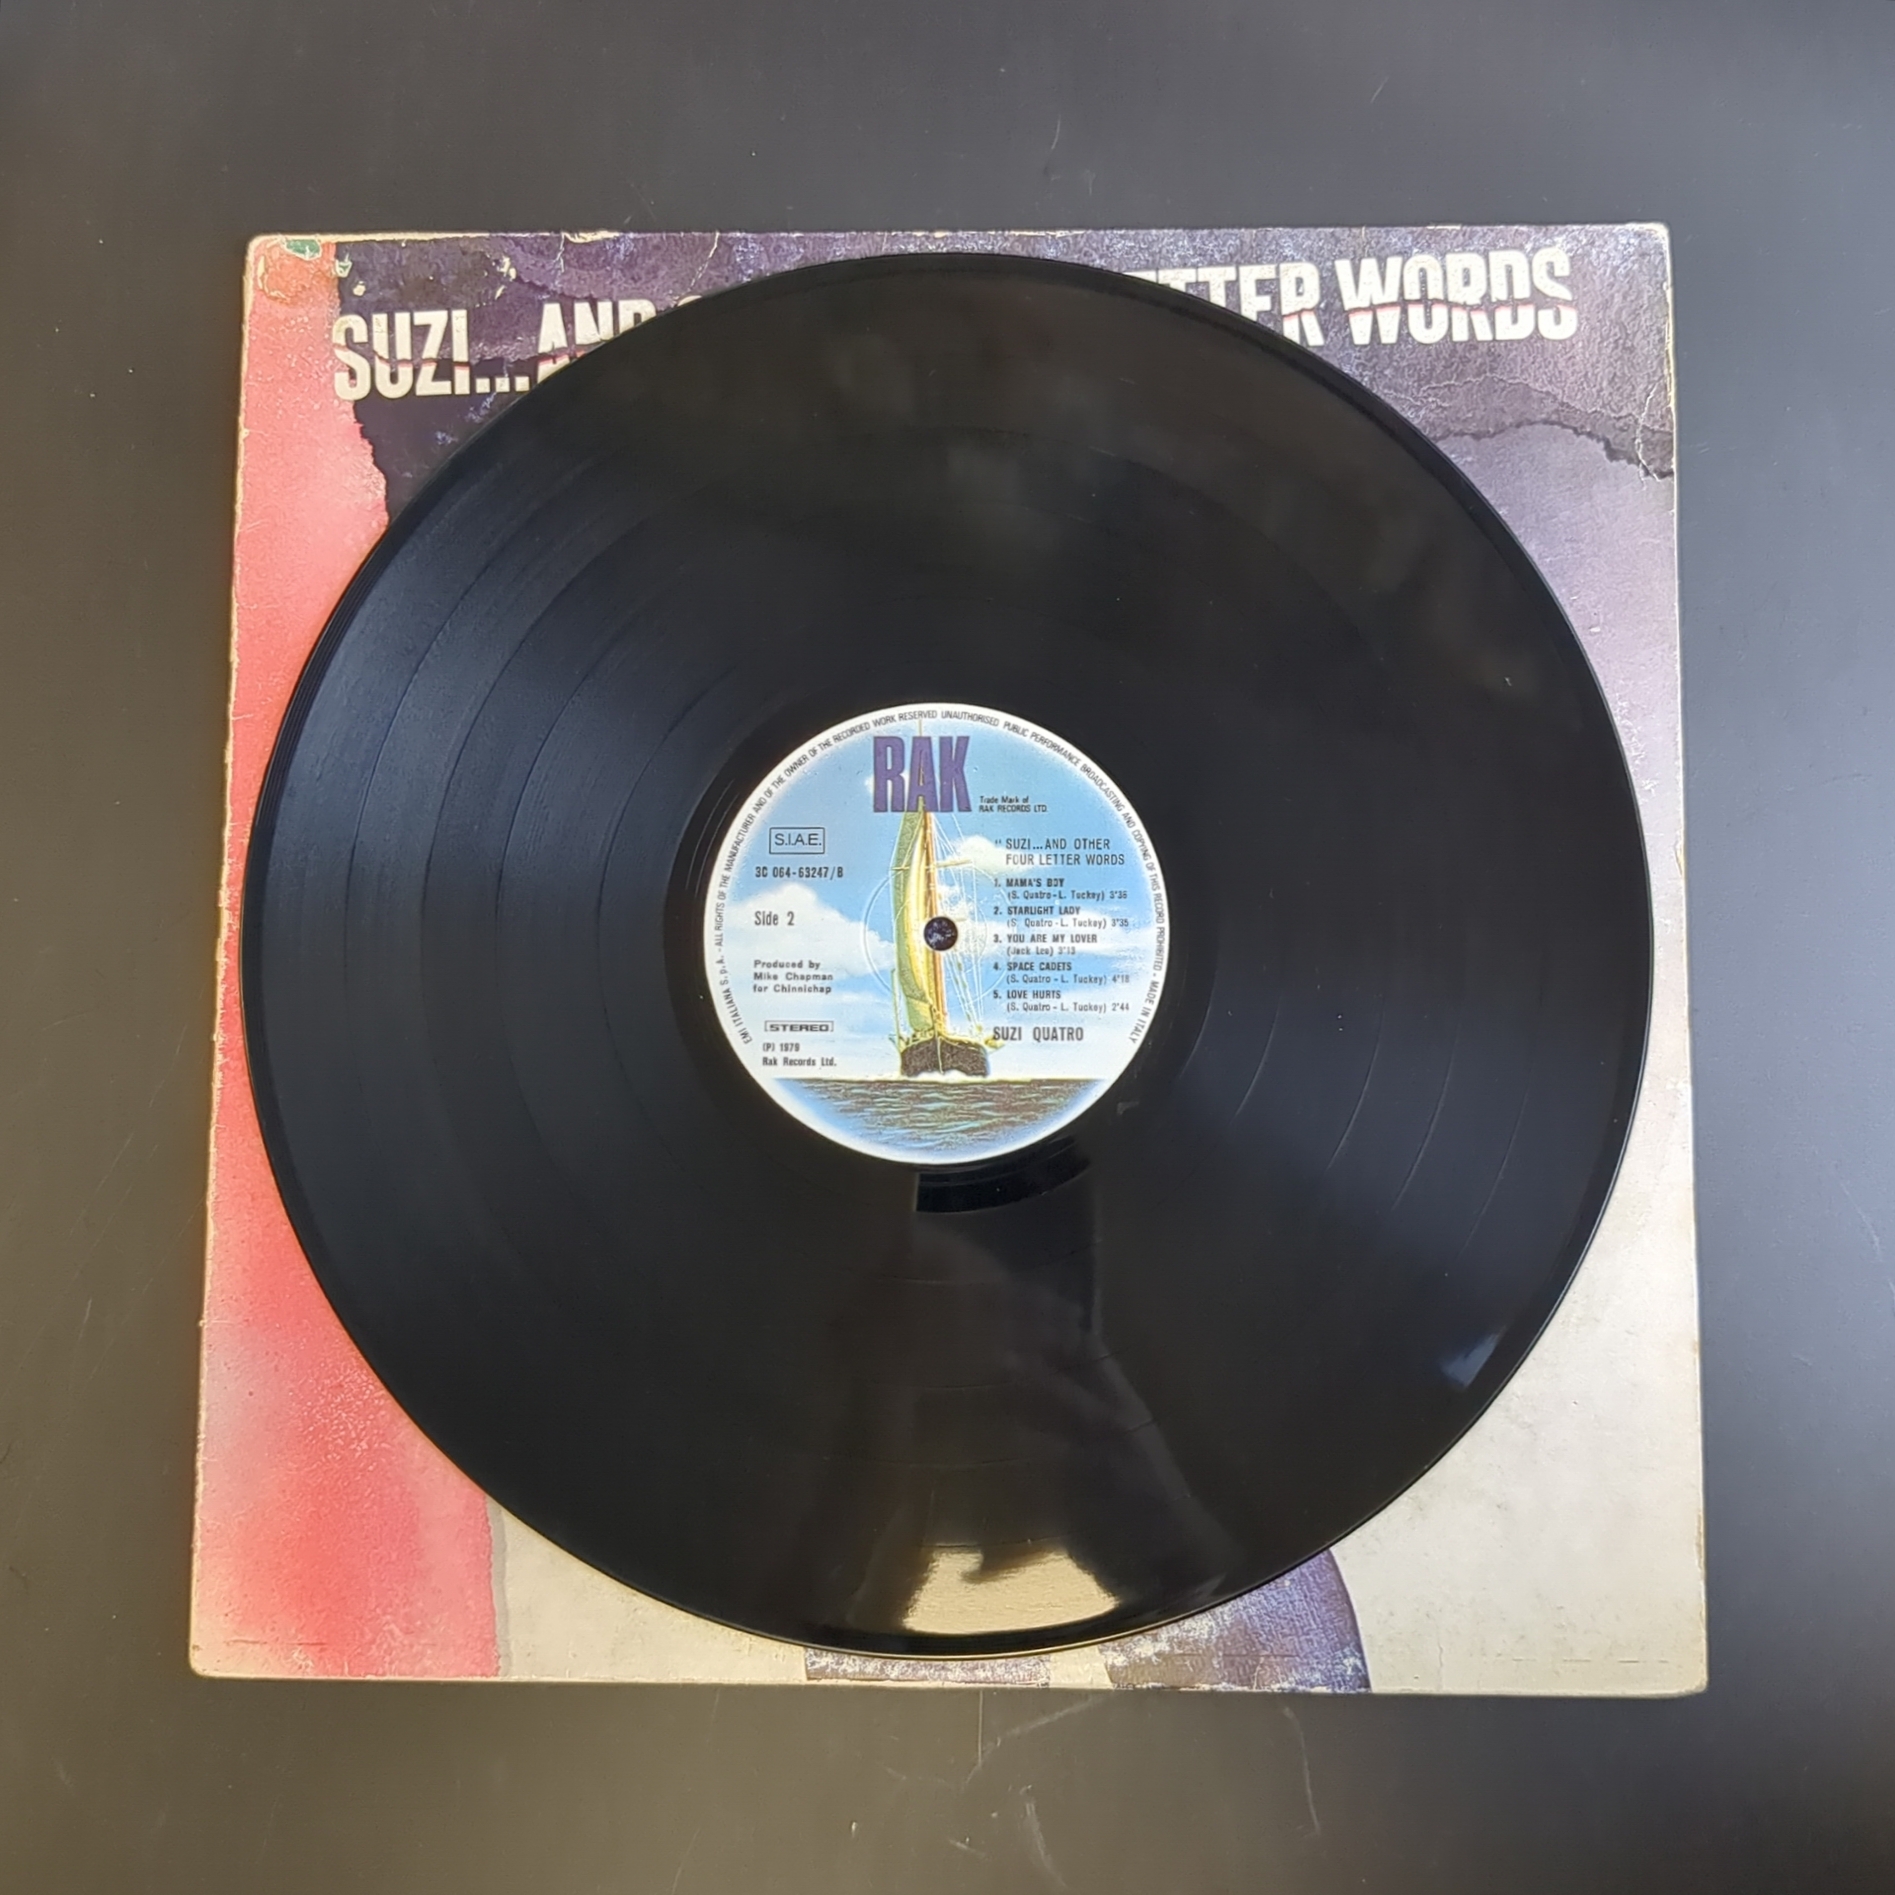 SUZI...AND
LETTER WORDS
ALL RIGHTS OF THE MANUFACTURER AND OF THE OWNER OF THE RECORDED WORK RESERVED UNAUTHORISED PUBLIC PERFORMANCE BROADCASTING AND COPYING OF THIS RECORD PROHIBITED - MADE IN ITALY
EMI ITALIANA S.p.A. -
RAK
Trade Mark of
RAK RECORDS LTD.
S.I.A.E.
3C 064-63247/B
Side 2
Produced by
Mike Chapman
for Chinnichap
STEREO
(P) 1979
Rak Records Ltd.
" SUZI...AND OTHER
FOUR LETTER WORDS
1. MAMA'S BOY
(S. Quatro - L. Tuckey) 3'36
2. STARLIGHT LADY
(S. Quatro - L. Tuckey) 3'35
3. YOU ARE MY LOVER
(Jack Lee) 3'13
4. SPACE CADETS
(S. Quatro - L. Tuckey) 4'18
5. LOVE HURTS
(S. Quatro - L. Tuckey) 2'44
SUZI QUATRO